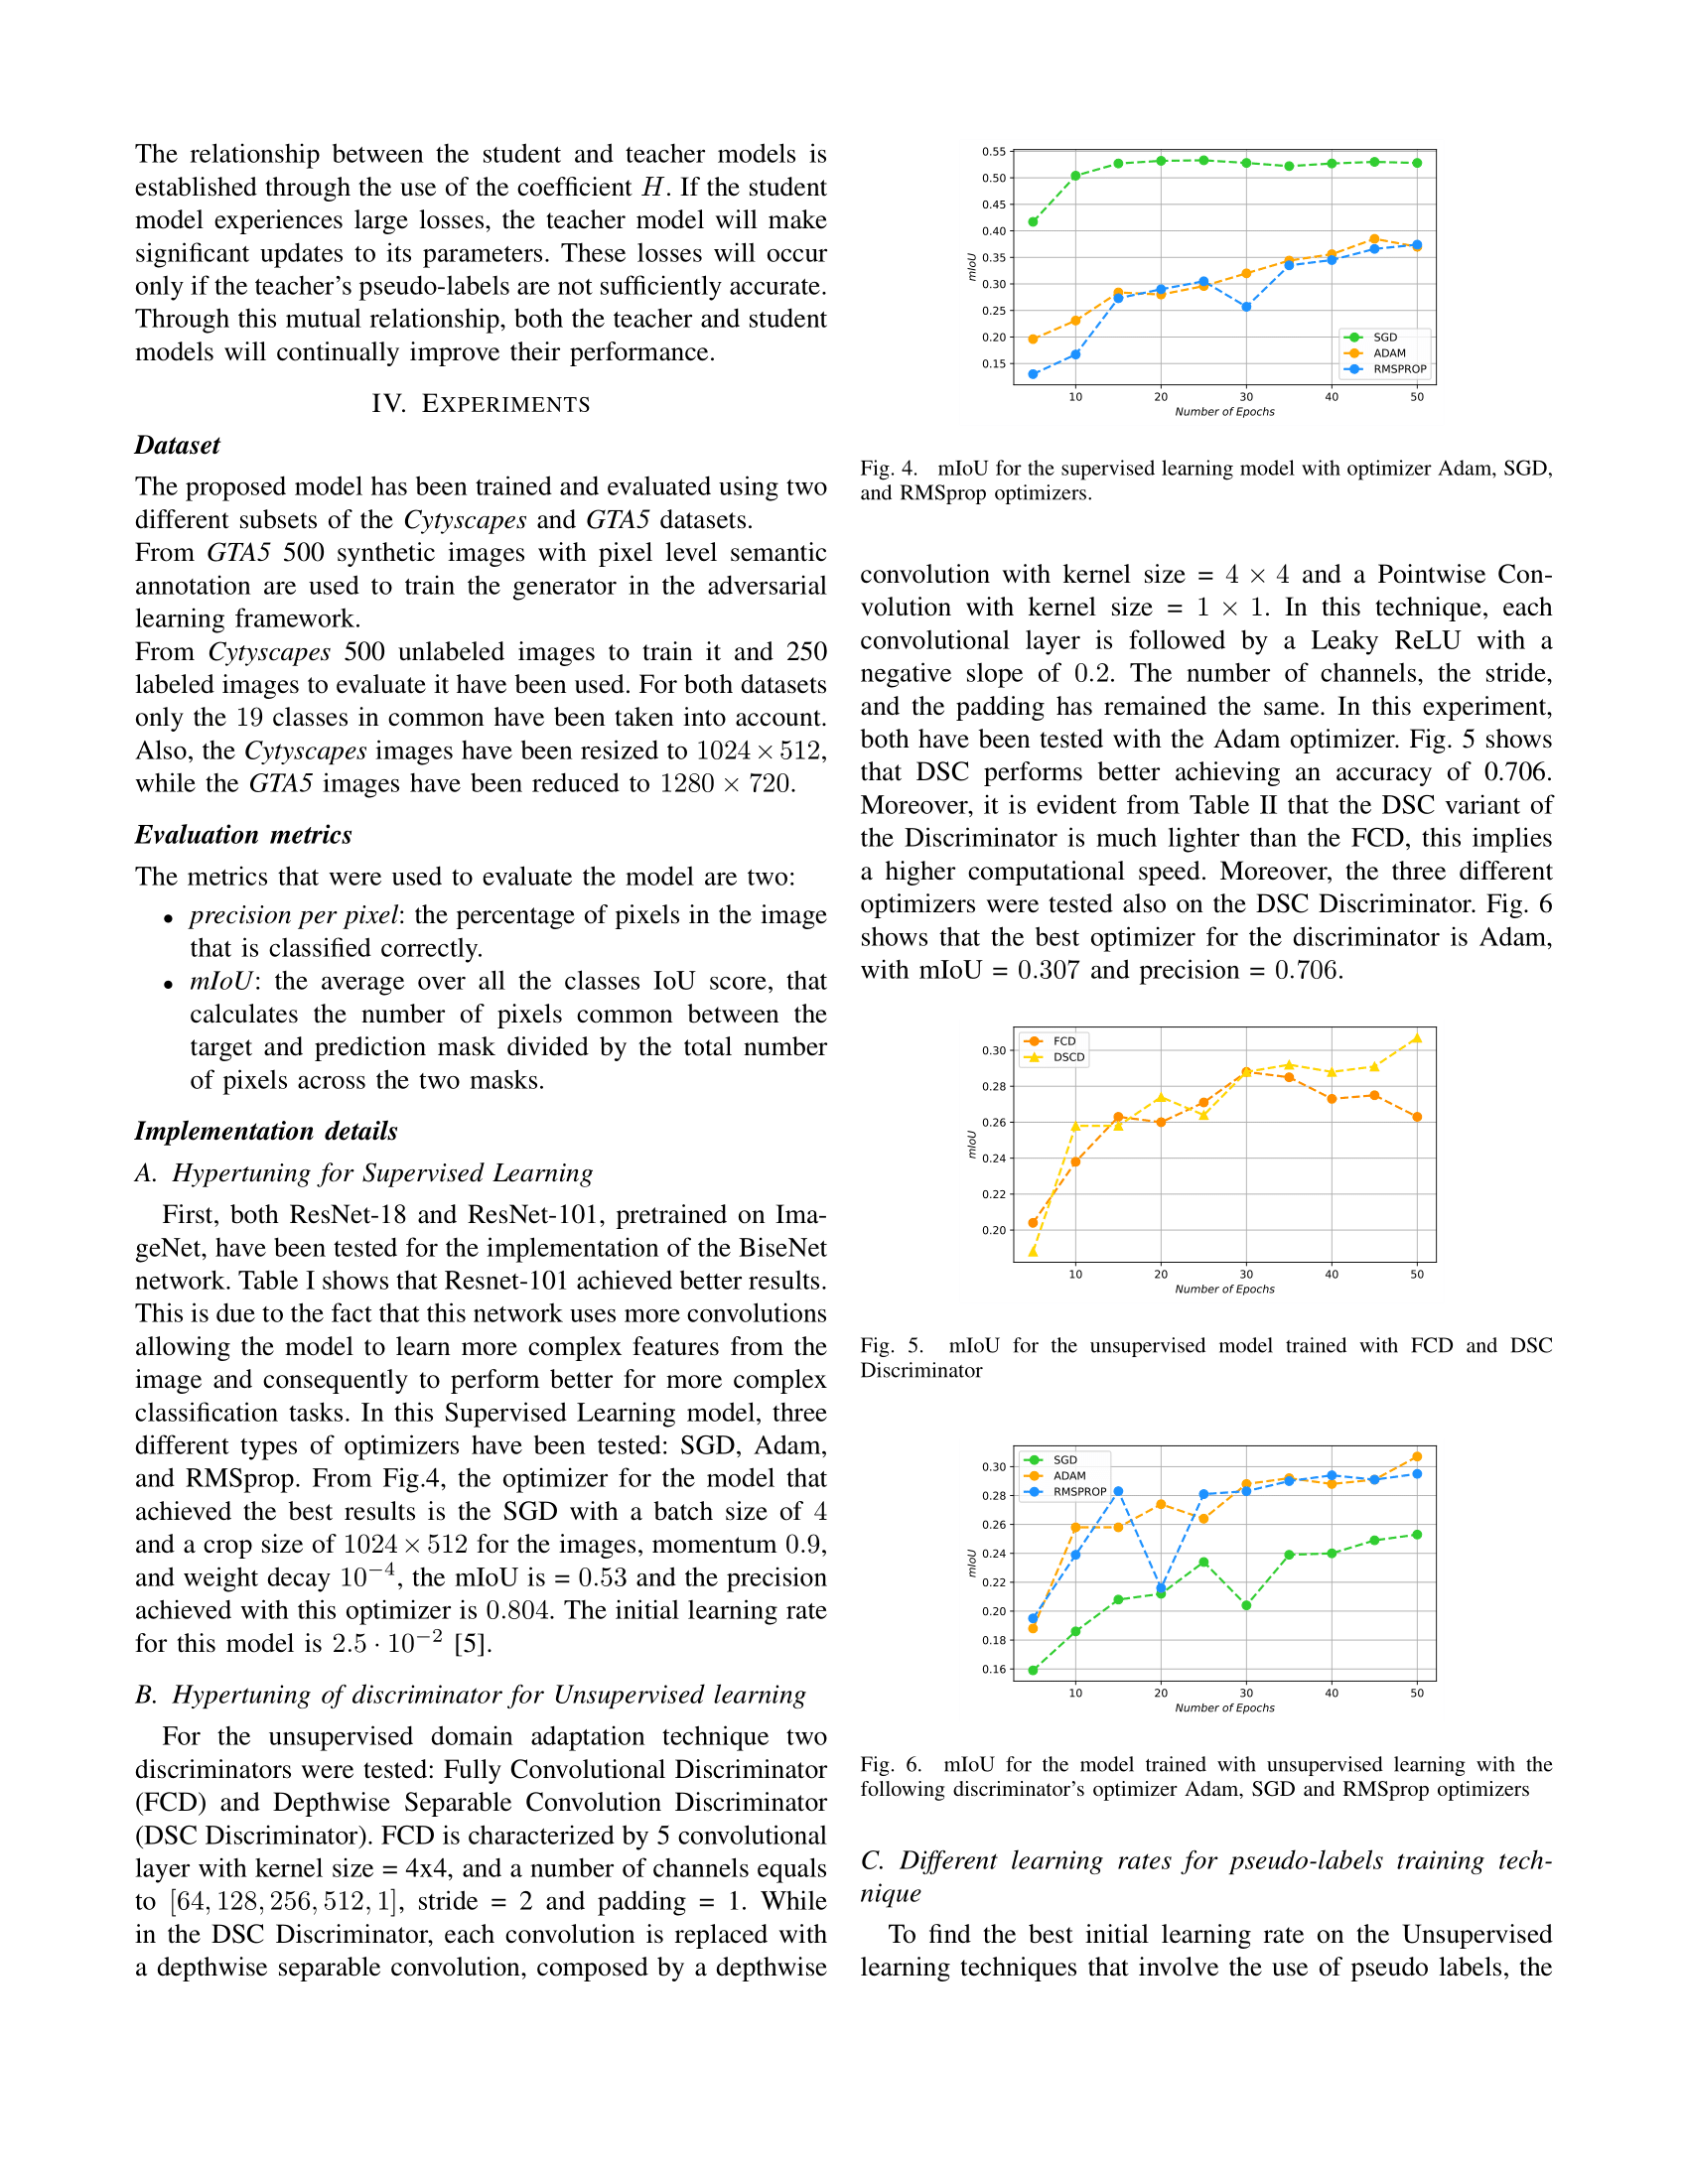 The relationship between the student and teacher models is
established through the use of the coefficient H. If the student
model experiences large losses, the teacher model will make
significant updates to its parameters. These losses will occur
only if the teacher's pseudo-labels are not sufficiently accurate.
Through this mutual relationship, both the teacher and student
models will continually improve their performance.
IV. EXPERIMENTS
Dataset
The proposed model has been trained and evaluated using two
different subsets of the Cytyscapes and GTA5 datasets.
From GTA5 500 synthetic images with pixel level semantic
annotation are used to train the generator in the adversarial
learning framework.
From Cytyscapes 500 unlabeled images to train it and 250
labeled images to evaluate it have been used. For both datasets
only the 19 classes in common have been taken into account.
Also, the Cytyscapes images have been resized to 1024 × 512,
while the GTA5 images have been reduced to 1280 × 720.
Evaluation metrics
The metrics that were used to evaluate the model are two:
• precision per pixel: the percentage of pixels in the image
that is classified correctly.
• mIoU: the average over all the classes IoU score, that
calculates the number of pixels common between the
target and prediction mask divided by the total number
of pixels across the two masks.
Implementation details
A. Hypertuning for Supervised Learning
First, both ResNet-18 and ResNet-101, pretrained on Ima-
geNet, have been tested for the implementation of the BiseNet
network. Table I shows that Resnet-101 achieved better results.
This is due to the fact that this network uses more convolutions
allowing the model to learn more complex features from the
image and consequently to perform better for more complex
classification tasks. In this Supervised Learning model, three
different types of optimizers have been tested: SGD, Adam,
and RMSprop. From Fig.4, the optimizer for the model that
achieved the best results is the SGD with a batch size of 4
and a crop size of 1024 × 512 for the images, momentum 0.9,
and weight decay 10⁻⁴, the mIoU is = 0.53 and the precision
achieved with this optimizer is 0.804. The initial learning rate
for this model is 2.5 · 10⁻² [5].
B. Hypertuning of discriminator for Unsupervised learning
For the unsupervised domain adaptation technique two
discriminators were tested: Fully Convolutional Discriminator
(FCD) and Depthwise Separable Convolution Discriminator
(DSC Discriminator). FCD is characterized by 5 convolutional
layer with kernel size = 4x4, and a number of channels equals
to [64, 128, 256, 512, 1], stride = 2 and padding = 1. While
in the DSC Discriminator, each convolution is replaced with
a depthwise separable convolution, composed by a depthwise
0.55
0.50
0.45
0.40
0.35
0.30
0.25
0.20
0.15
mIoU
SGD
ADAM
RMSPROP
10 20 30 40 50
Number of Epochs
Fig. 4. mIoU for the supervised learning model with optimizer Adam, SGD,
and RMSprop optimizers.
convolution with kernel size = 4 × 4 and a Pointwise Con-
volution with kernel size = 1 × 1. In this technique, each
convolutional layer is followed by a Leaky ReLU with a
negative slope of 0.2. The number of channels, the stride,
and the padding has remained the same. In this experiment,
both have been tested with the Adam optimizer. Fig. 5 shows
that DSC performs better achieving an accuracy of 0.706.
Moreover, it is evident from Table II that the DSC variant of
the Discriminator is much lighter than the FCD, this implies
a higher computational speed. Moreover, the three different
optimizers were tested also on the DSC Discriminator. Fig. 6
shows that the best optimizer for the discriminator is Adam,
with mIoU = 0.307 and precision = 0.706.
FCD
DSCD
0.30
0.28
0.26
0.24
0.22
0.20
mIoU
10 20 30 40 50
Number of Epochs
Fig. 5. mIoU for the unsupervised model trained with FCD and DSC
Discriminator
SGD
ADAM
RMSPROP
0.30
0.28
0.26
0.24
0.22
0.20
0.18
0.16
mIoU
10 20 30 40 50
Number of Epochs
Fig. 6. mIoU for the model trained with unsupervised learning with the
following discriminator's optimizer Adam, SGD and RMSprop optimizers
C. Different learning rates for pseudo-labels training tech-
nique
To find the best initial learning rate on the Unsupervised
learning techniques that involve the use of pseudo labels, the